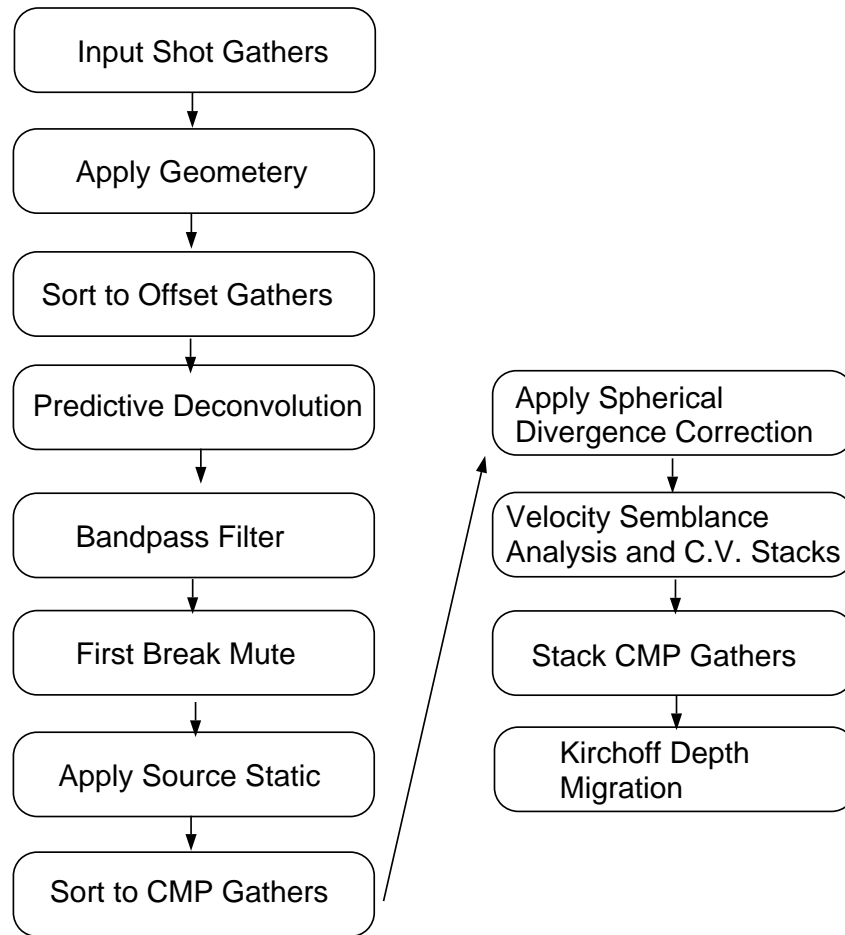 Input Shot Gathers
Apply Geometery
Sort to Offset Gathers
Predictive Deconvolution
Bandpass Filter
First Break Mute
Apply Source Static
Sort to CMP Gathers
Apply Spherical
Divergence Correction
Velocity Semblance
Analysis and C.V. Stacks
Stack CMP Gathers
Kirchoff Depth
Migration